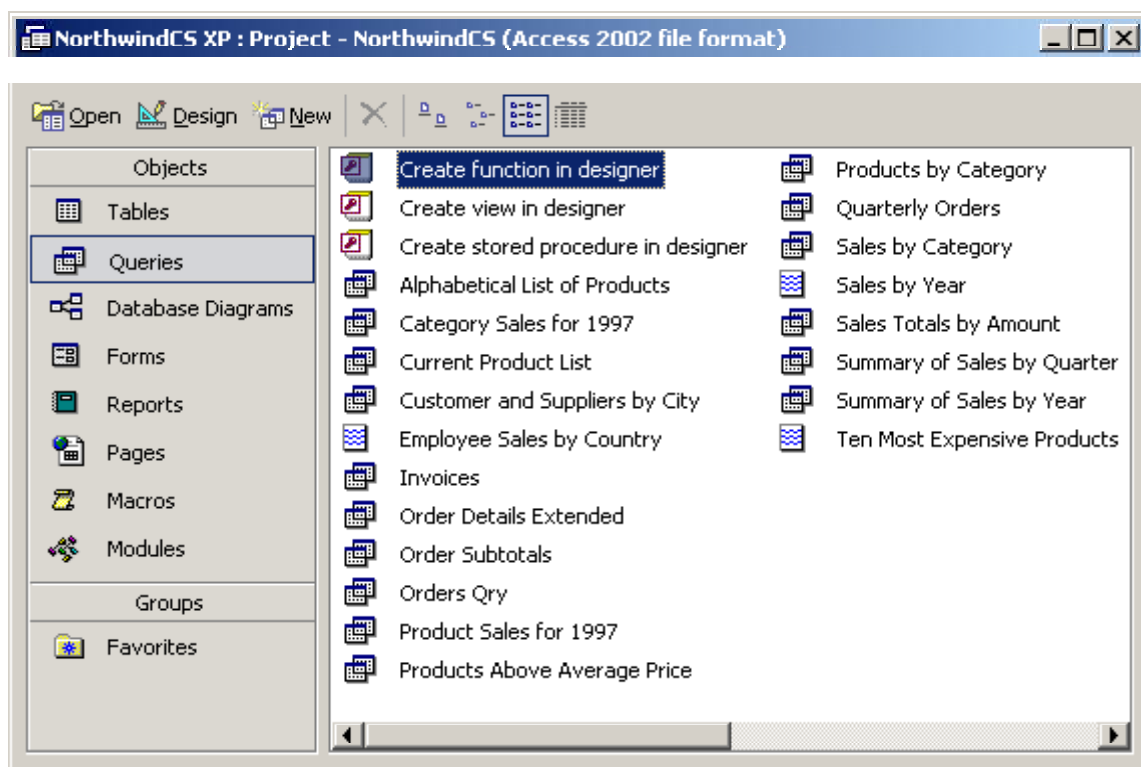 NorthwindCS XP : Project - NorthwindCS (Access 2002 file format)
Open Design New
Objects
Tables
Queries
Database Diagrams
Forms
Reports
Pages
Macros
Modules
Groups
Favorites
Create function in designer
Create view in designer
Create stored procedure in designer
Alphabetical List of Products
Category Sales for 1997
Current Product List
Customer and Suppliers by City
Employee Sales by Country
Invoices
Order Details Extended
Order Subtotals
Orders Qry
Product Sales for 1997
Products Above Average Price
Products by Category
Quarterly Orders
Sales by Category
Sales by Year
Sales Totals by Amount
Summary of Sales by Quarter
Summary of Sales by Year
Ten Most Expensive Products